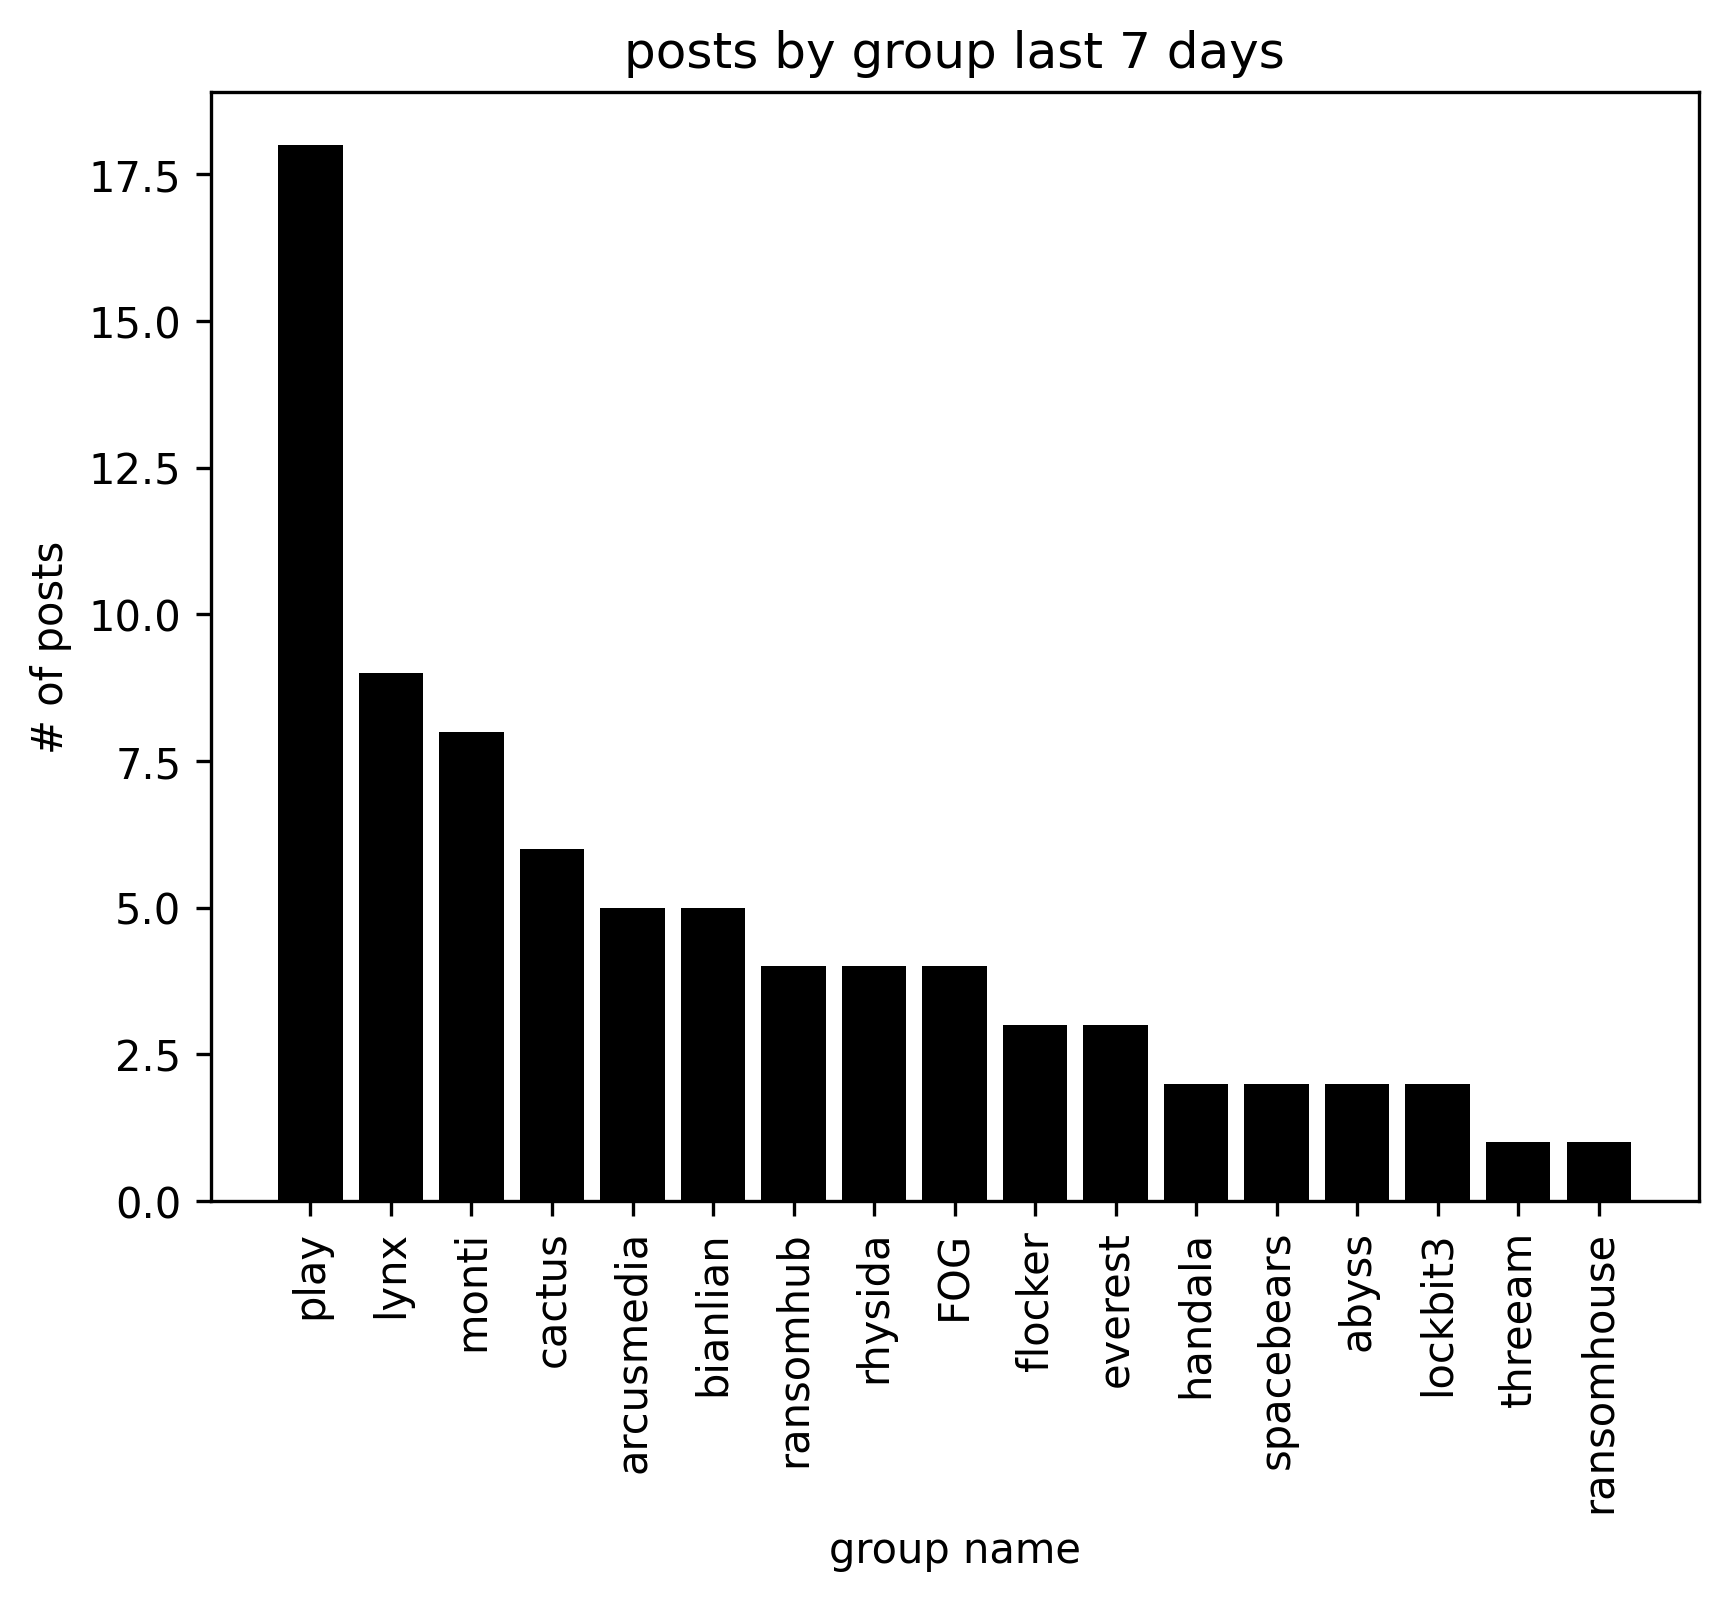 posts by group last 7 days
# of posts
17.5
15.0
12.5
10.0
7.5
5.0
2.5
0.0
play
lynx
monti
cactus
arcusmedia
bianlian
ransomhub
rhysida
FOG
flocker
everest
handala
spacebears
abyss
lockbit3
threeam
ransomhouse
group name